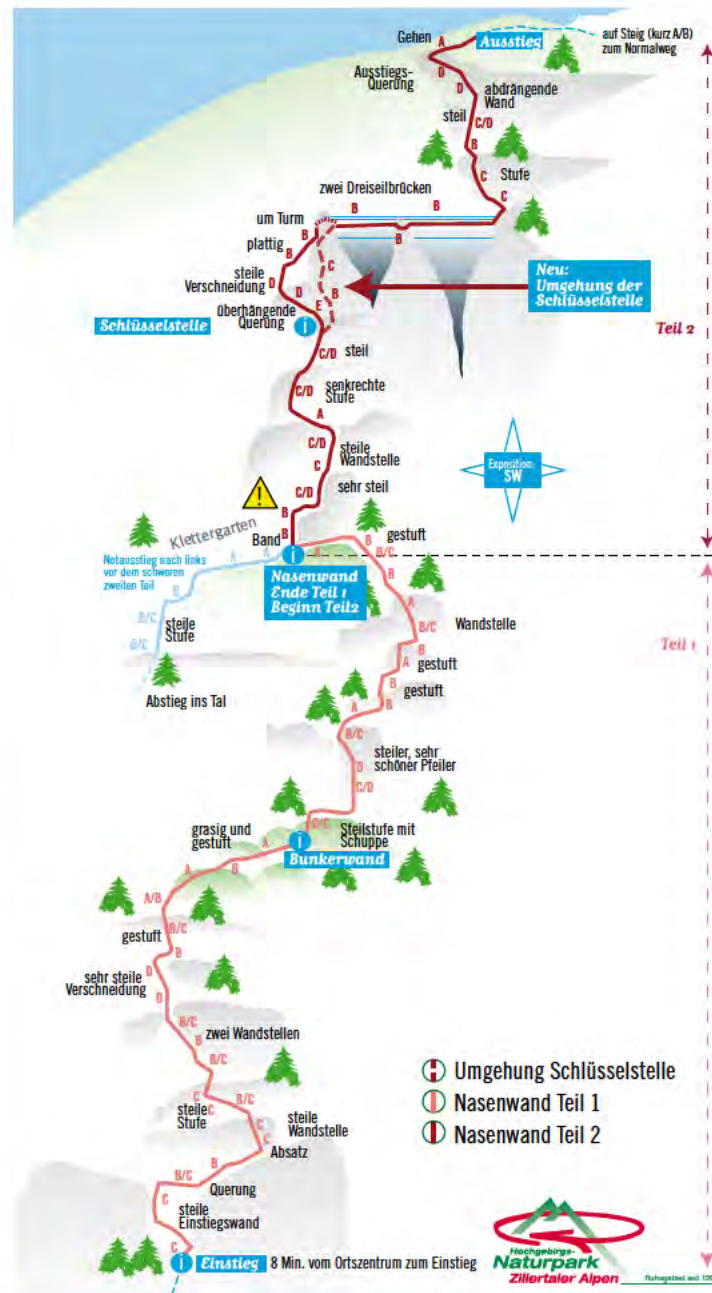 Gehen
A
Ausstieg
auf Steig (kurz A/B)
zum Normalweg
Ausstiegs-
Querung
D
D
abdrängende
Wand
steil
C/D
B
C
Stufe
C
zwei Dreiseilbrücken
B
B
B
um Turm
B
plattig
B
steile
Verschneidung
D
D
C
B
E
Neu:
Umgehung der
Schlüsselstelle
überhängende
Querung
Schlüsselstelle
i
Teil 2
C/D
steil
C/D
senkrechte
Stufe
A
C/D
steile
Wandstelle
C
C/D
sehr steil
Exposition:
SW
!
B
B
Band
Klettergarten
Notausstieg nach links
vor dem schweren
zweiten Teil
A
A
B
B/C
B/C
steile
Stufe
Abstieg ins Tal
i
Nasenwand
Ende Teil 1
Beginn Teil2
A
B
gestuft
B/C
B
A
B/C
Wandstelle
Teil 1
B
A
gestuft
B
gestuft
B
A
B/C
D
steiler, sehr
schöner Pfeiler
C/D
B/C
Steilstufe mit
Schuppe
i
Bunkerwand
grasig und
gestuft
A
B
A
A/B
B/C
gestuft
B
D
sehr steile
Verschneidung
D
B/C
B
zwei Wandstellen
B/C
C
C
steile
Stufe
B/C
C
steile
Wandstelle
C
Absatz
B
B/C
Querung
C
steile
Einstiegswand
C
i
Einstieg
8 Min. vom Ortszentrum zum Einstieg
Umgehung Schlüsselstelle
Nasenwand Teil 1
Nasenwand Teil 2
Hochgebirgs-
Naturpark
Zillertaler Alpen
Ruhegebiet seit